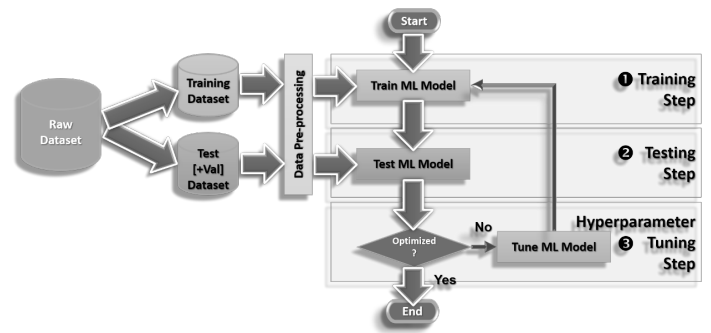 Start
Training
Dataset
Raw
Dataset
Test
[+Val]
Dataset
Data Pre-processing
Train ML Model
❶ Training
Step
Test ML Model
❷ Testing
Step
Optimized
?
No
Yes
Tune ML Model
Hyperparameter
❸ Tuning
Step
End